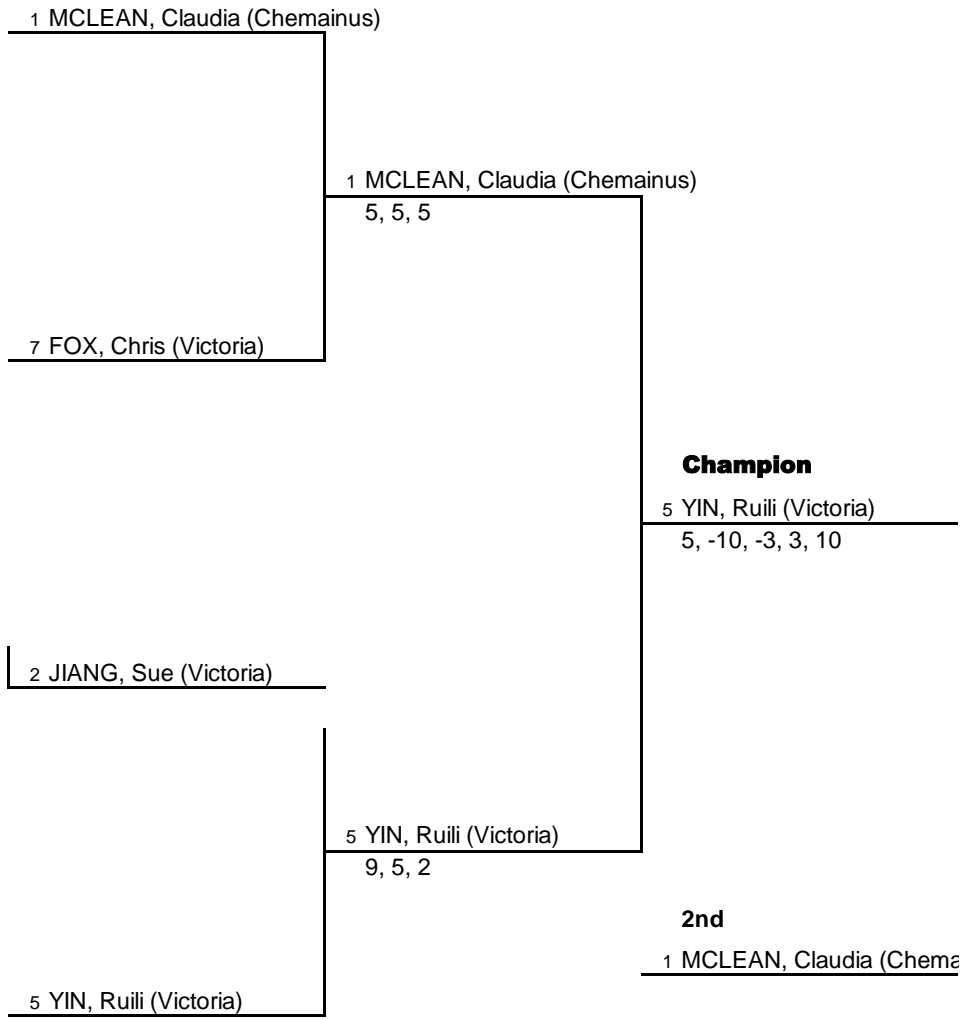 1 MCLEAN, Claudia (Chemainus)
1 MCLEAN, Claudia (Chemainus)
5, 5, 5
7 FOX, Chris (Victoria)
Champion
5 YIN, Ruili (Victoria)
5, -10, -3, 3, 10
2 JIANG, Sue (Victoria)
5 YIN, Ruili (Victoria)
9, 5, 2
2nd
1 MCLEAN, Claudia (Chema
5 YIN, Ruili (Victoria)